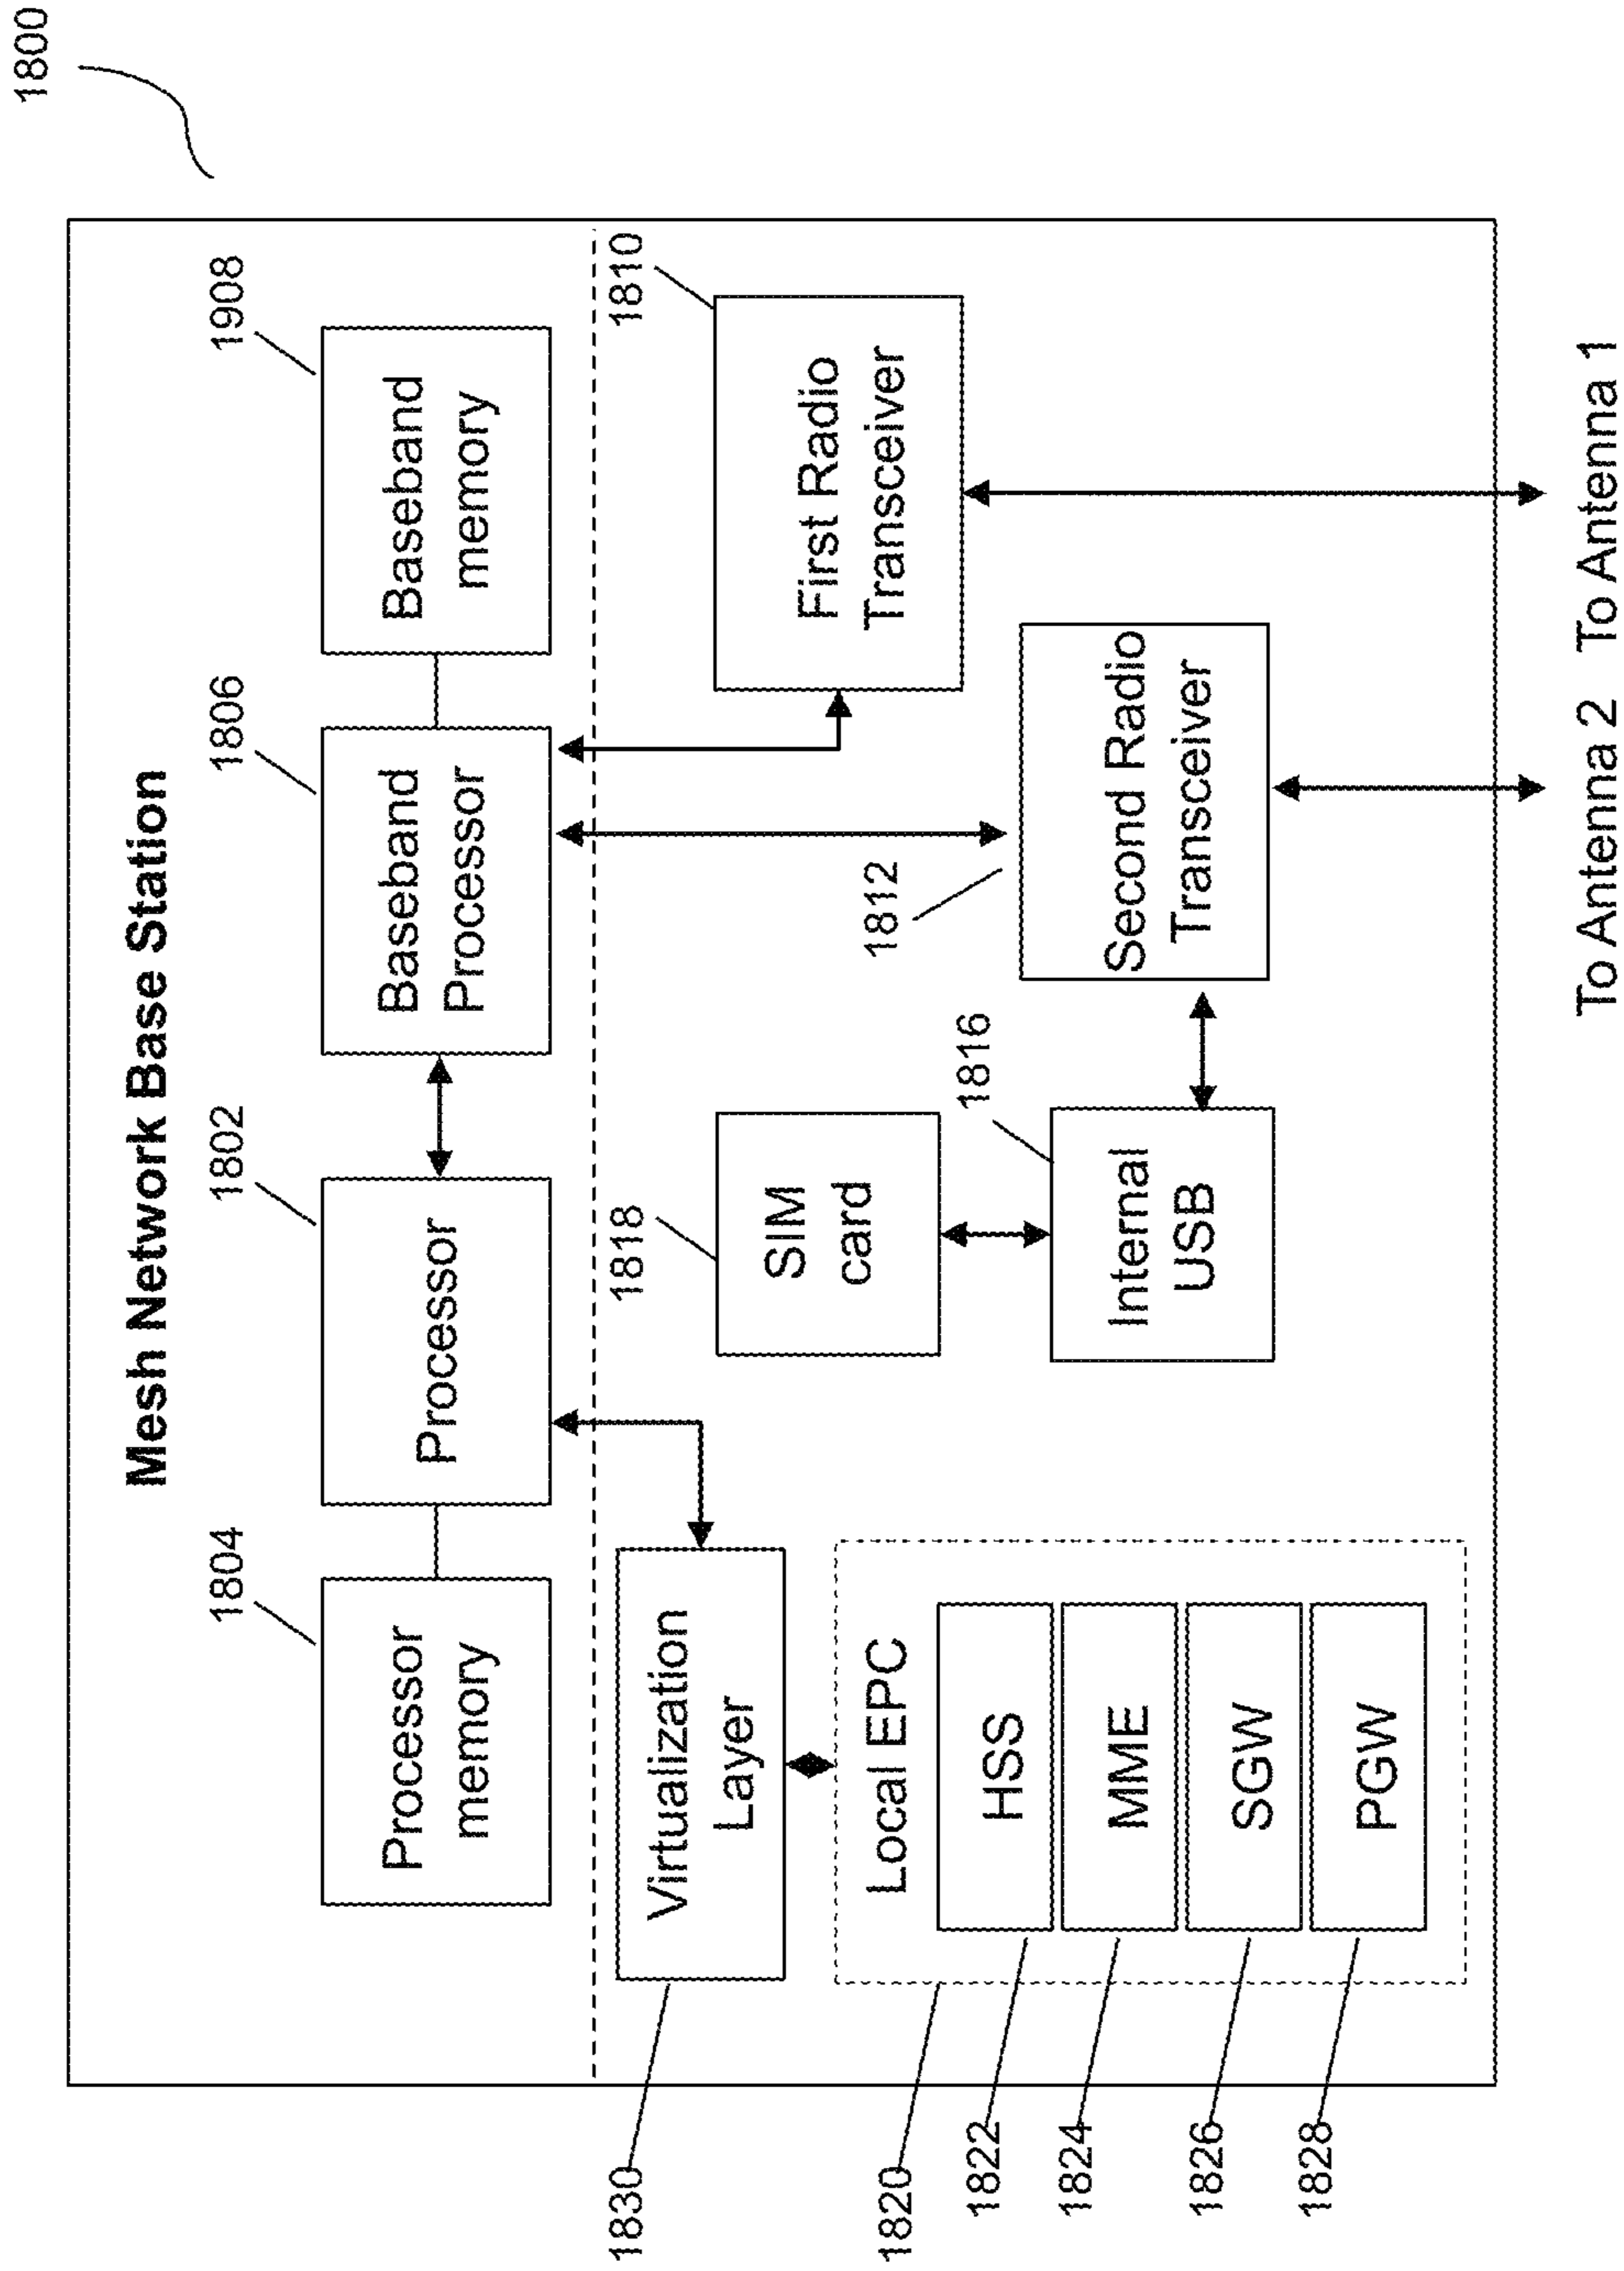 1800
Mesh Network Base Station
1804
1802
1806
1908
Processor
memory
Processor
Baseband
Processor
Baseband
memory
1830
Virtualization
Layer
1818
SIM
card
1812
1810
First Radio
Transceiver
1820
Local EPC
1822
HSS
1824
MME
1826
SGW
1828
PGW
1816
Internal
USB
Second Radio
Transceiver
To Antenna 2
To Antenna 1